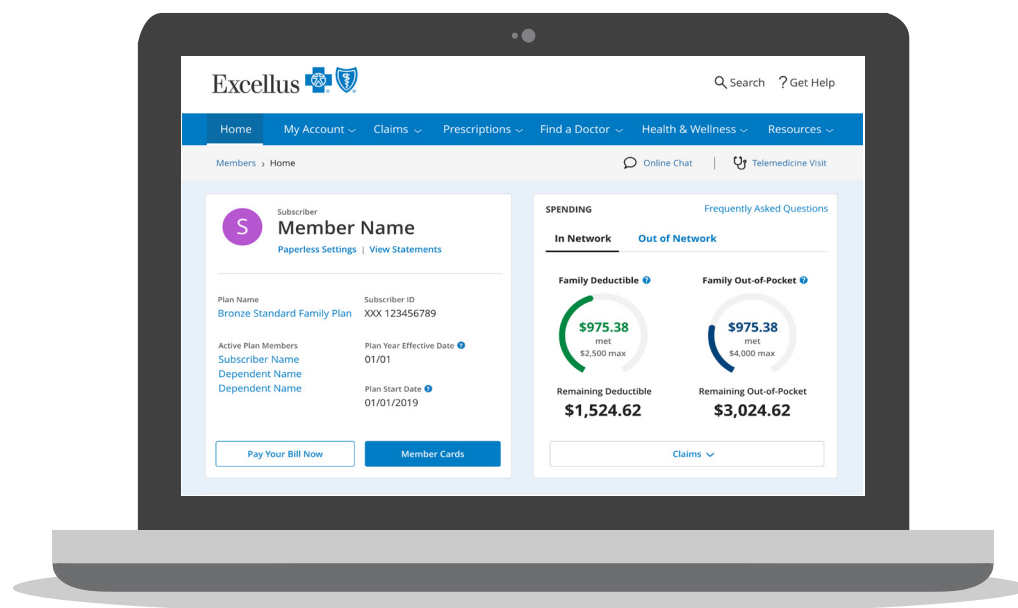 Excellus
Search ? Get Help
Home My Account Claims Prescriptions Find a Doctor Health & Wellness Resources
Members › Home
Online Chat | Telemedicine Visit
S
Subscriber
Member Name
Paperless Settings | View Statements
Plan Name
Bronze Standard Family Plan
Subscriber ID
XXX 123456789
Active Plan Members
Subscriber Name
Dependent Name
Dependent Name
Plan Year Effective Date ?
01/01
Plan Start Date ?
01/01/2019
Pay Your Bill Now
Member Cards
SPENDING
Frequently Asked Questions
In Network Out of Network
Family Deductible ?
$975.38
met
$2,500 max
Remaining Deductible
$1,524.62
Family Out-of-Pocket ?
$975.38
met
$4,000 max
Remaining Out-of-Pocket
$3,024.62
Claims